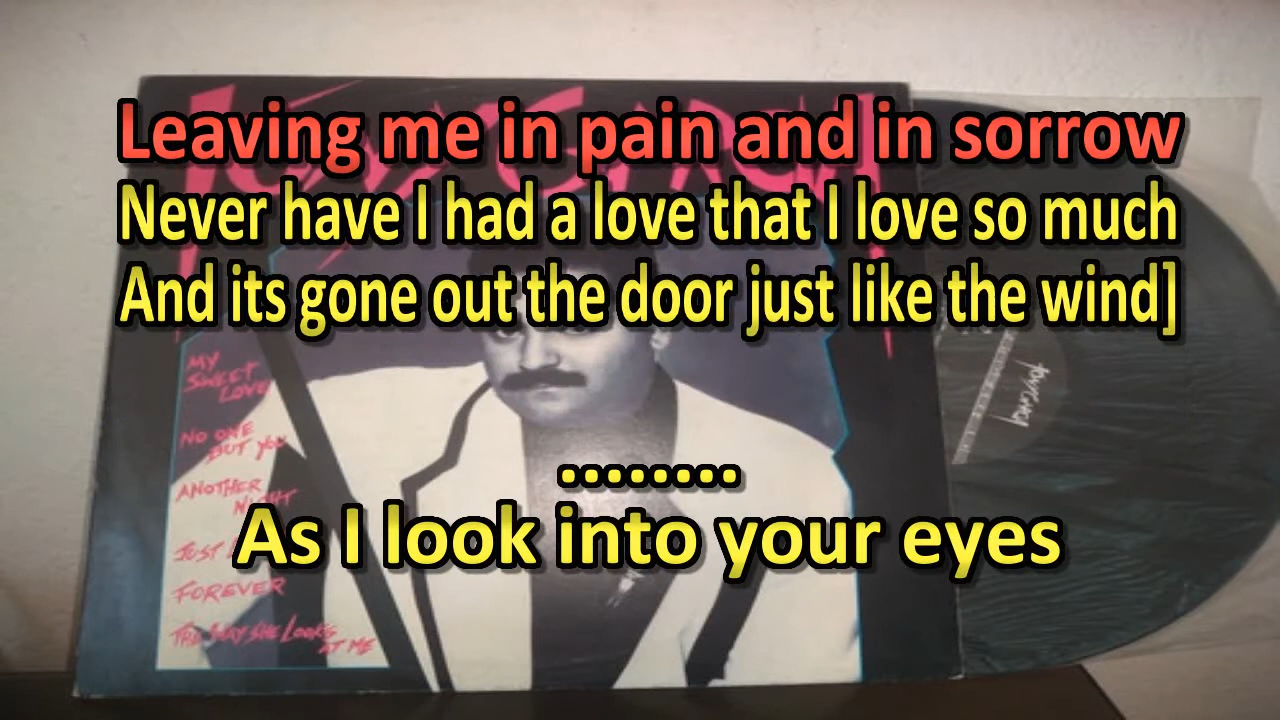 Leaving me in pain and in sorrow
Never have I had a love that I love so much
And its gone out the door just like the wind]
........
As I look into your eyes
MY
SWEET
LOVE
NO ONE
BUT YOU
ANOTHER
NIGHT
JUST
FOREVER
THE WAY SHE LOOKS
AT ME